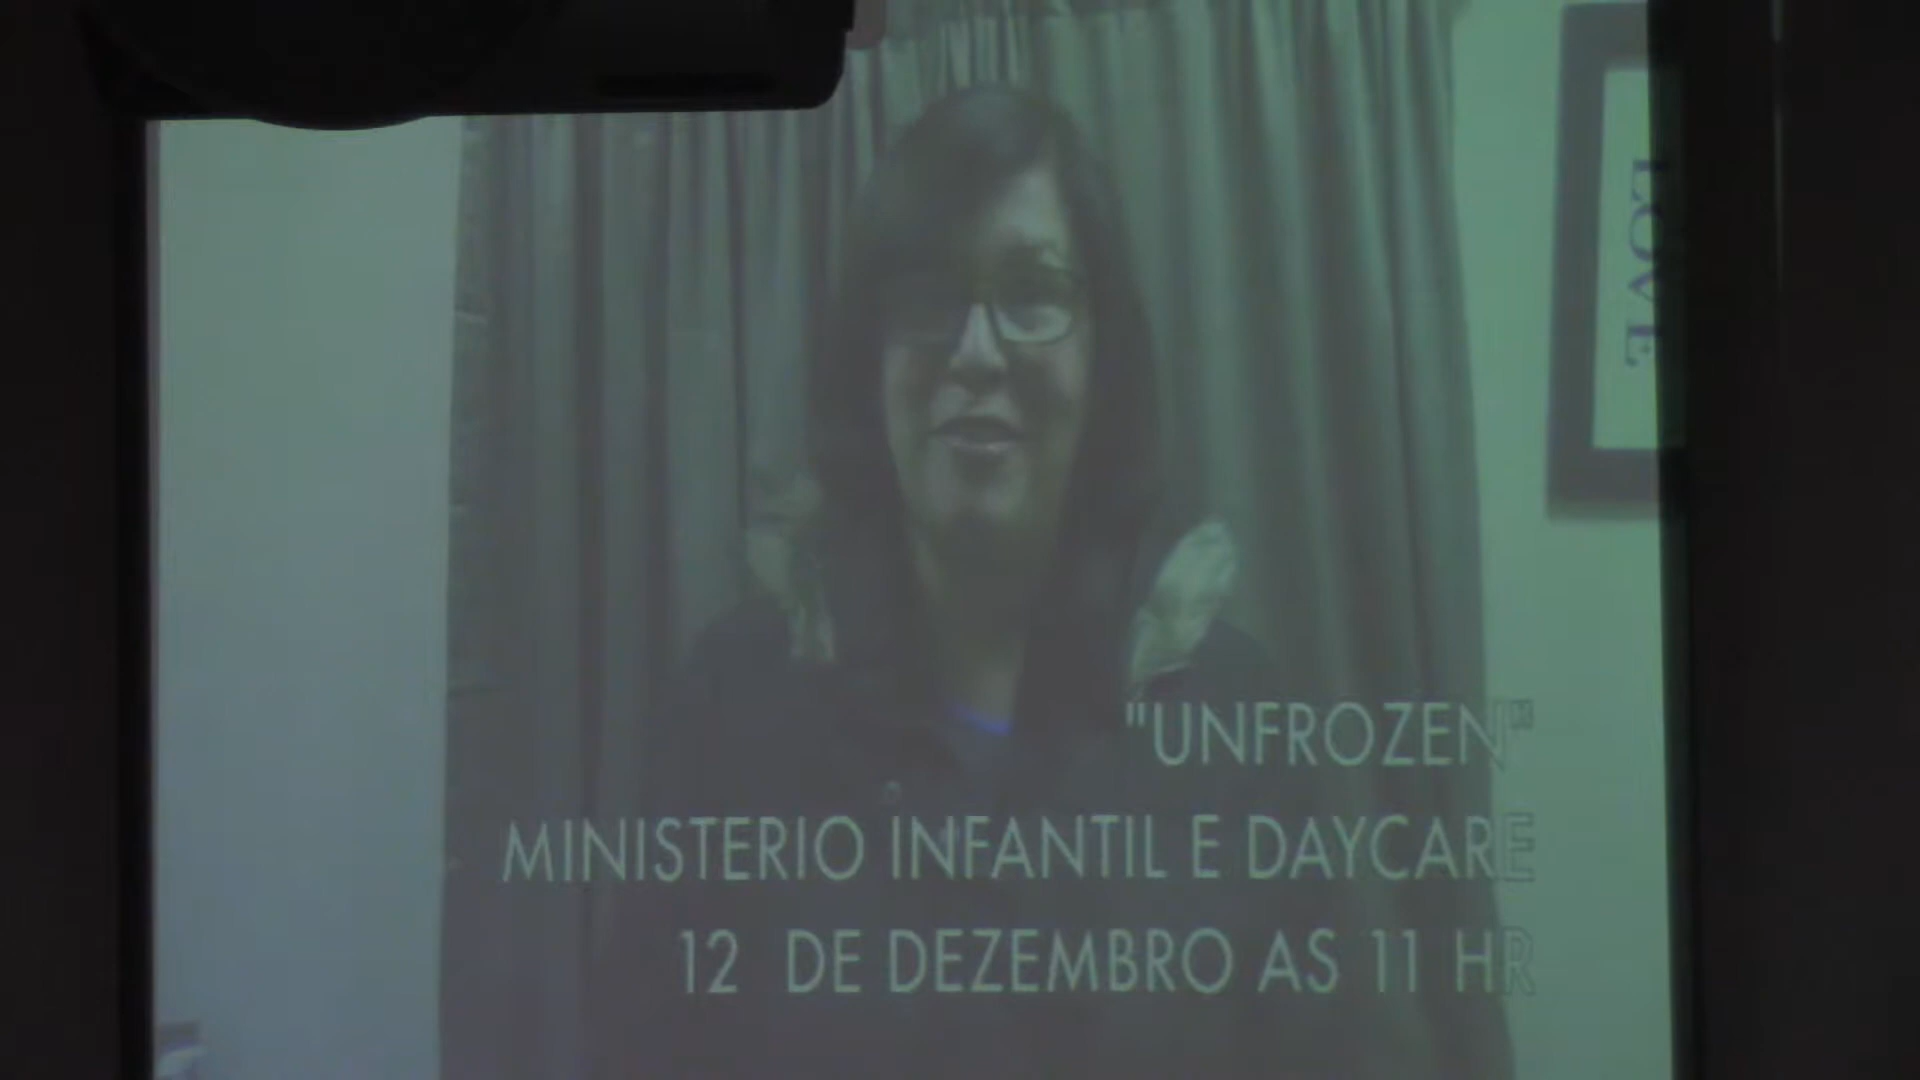 LOVE
"UNFROZEN"
MINISTERIO INFANTIL E DAYCARE
12 DE DEZEMBRO AS 11 HR